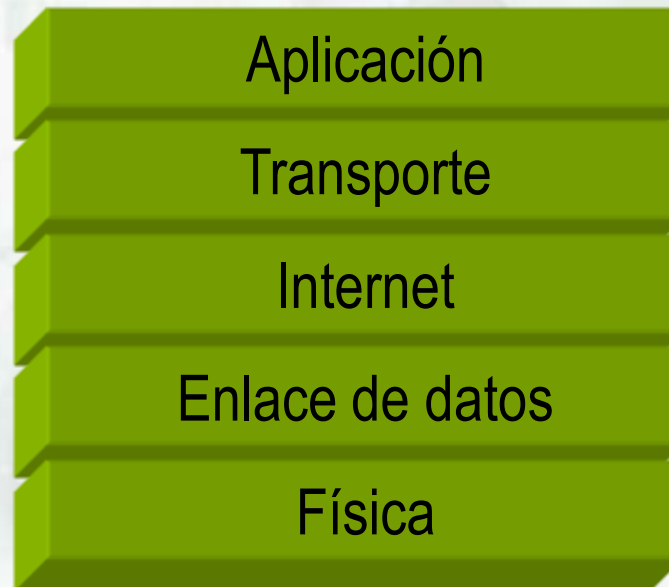 Aplicación
Transporte
Internet
Enlace de datos
Física